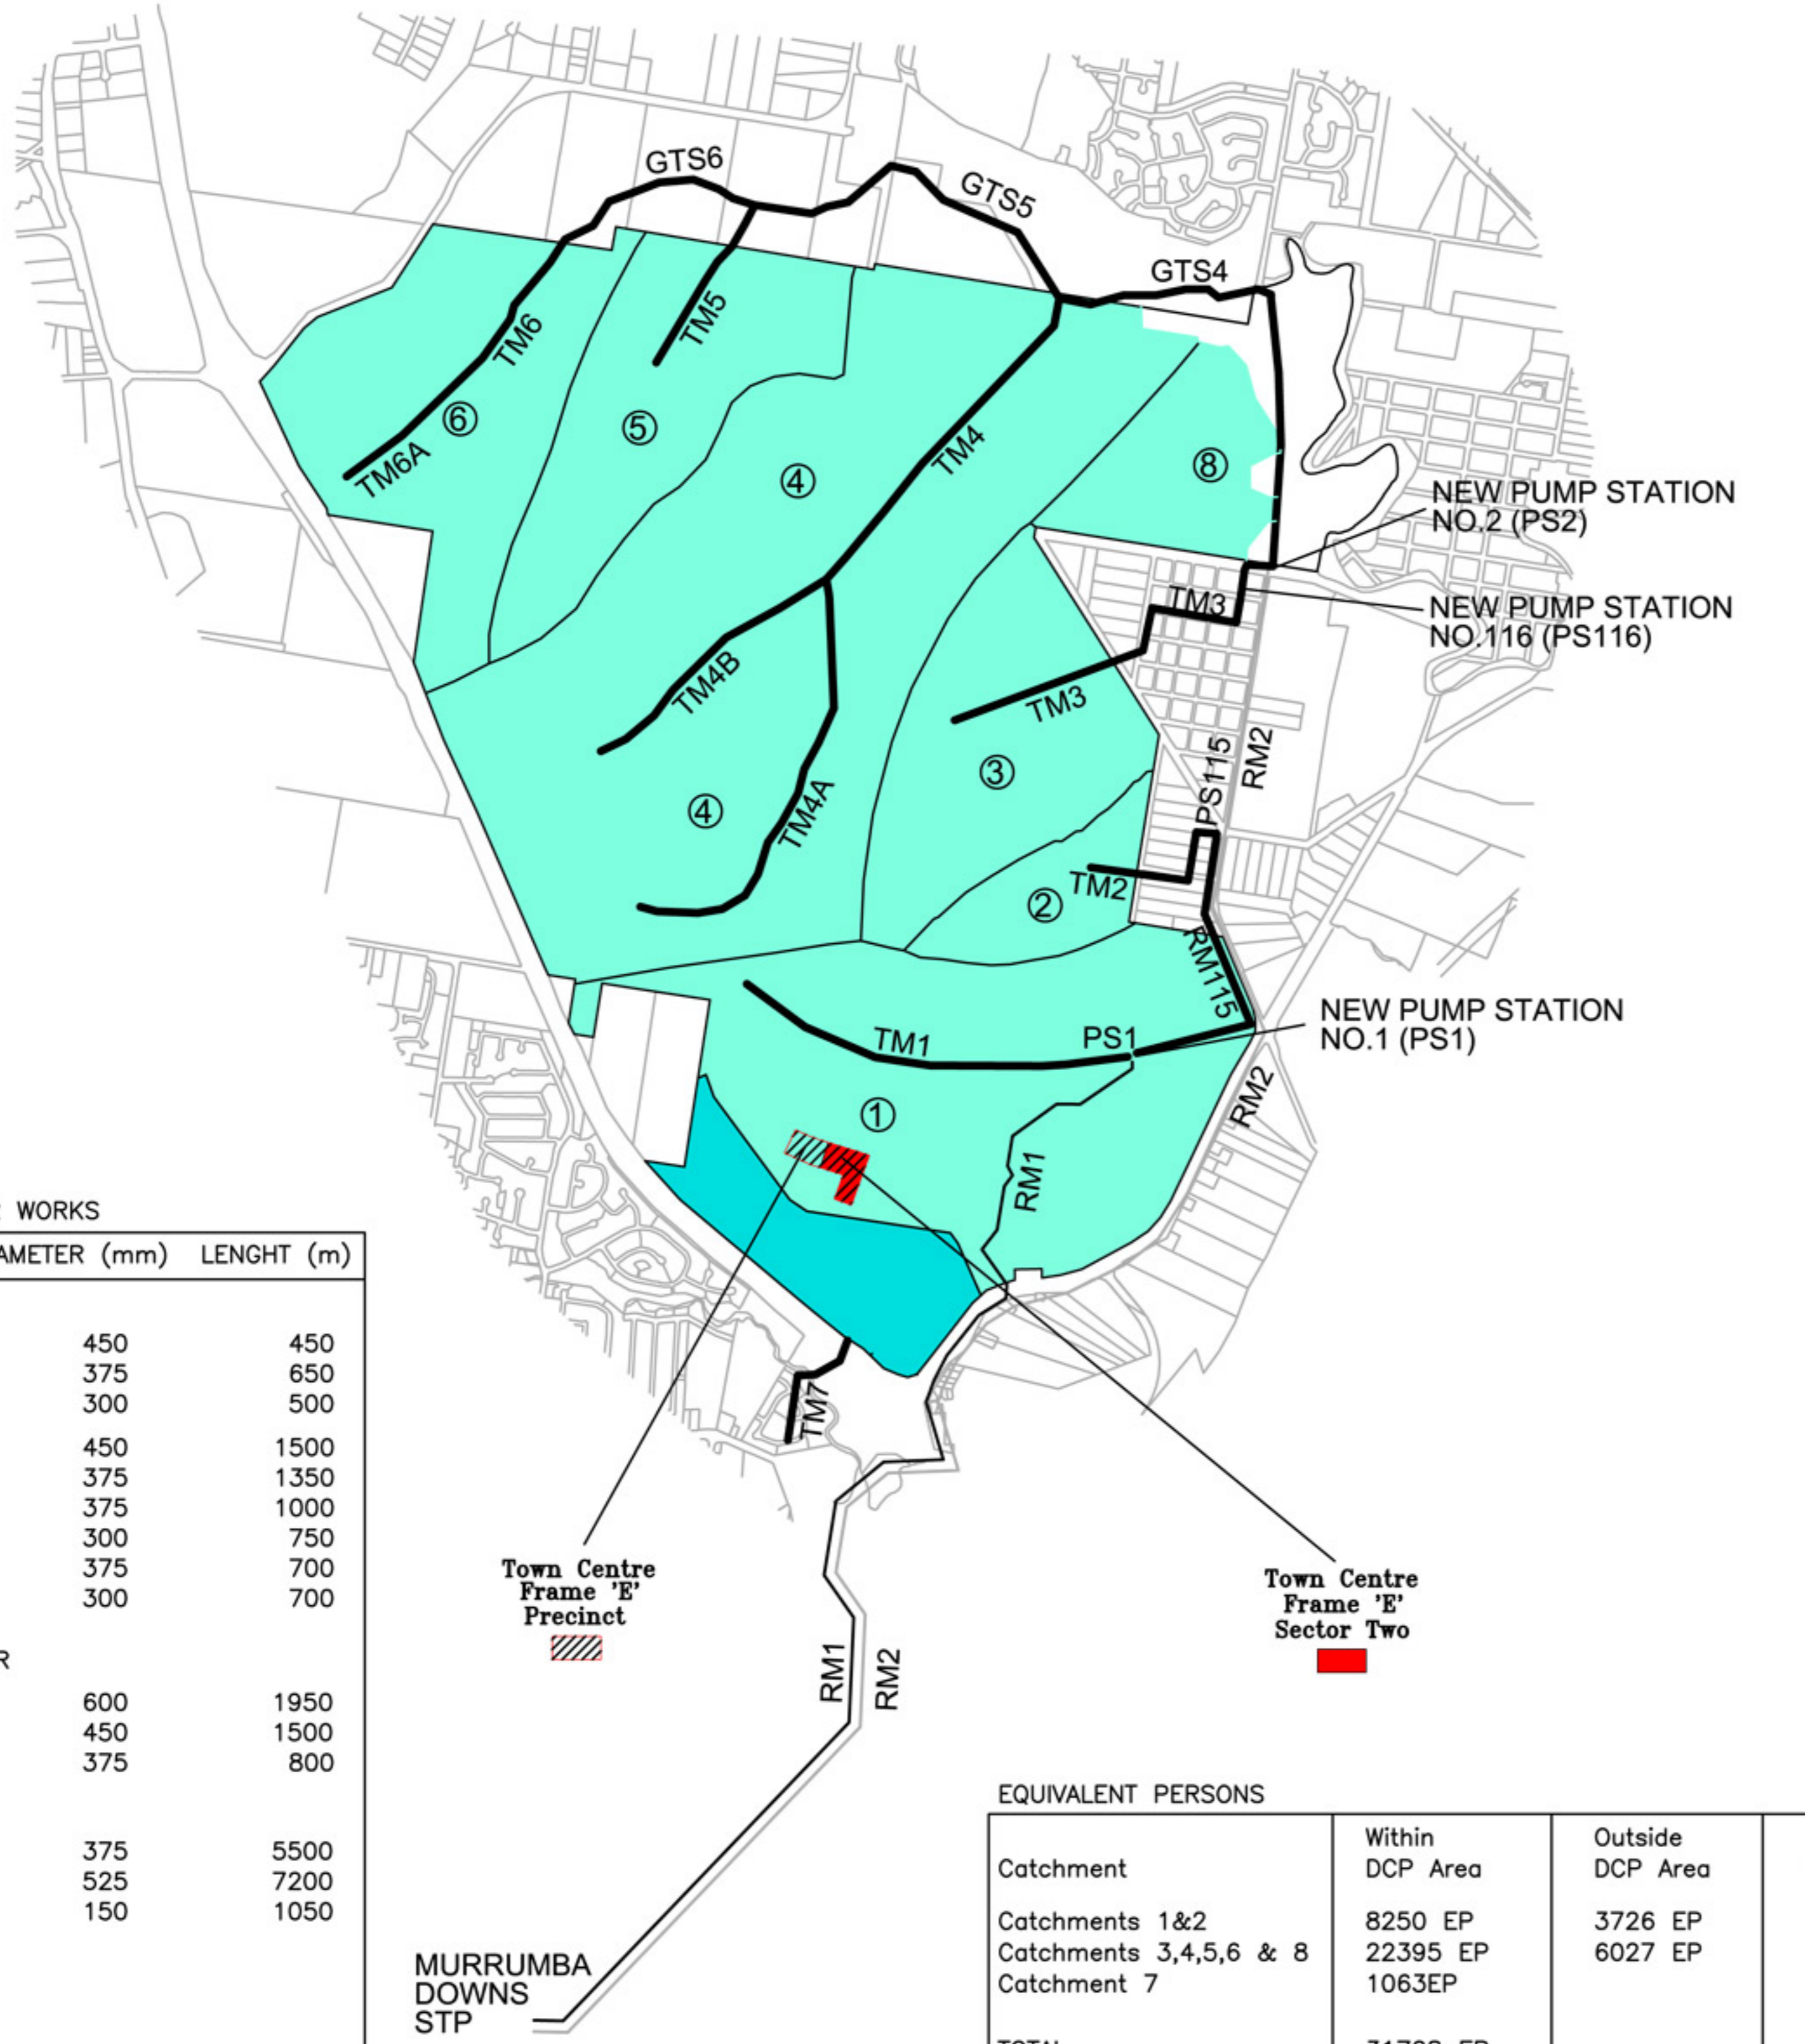 GTS6
GTS5
GTS4
TM5
TM6
⑥
⑤
TM6A
④
TM4
⑧
NEW PUMP STATION
NO.2 (PS2)
TM3
NEW PUMP STATION
NO.116 (PS116)
TM4B
TM3
③
PS115
RM2
④
TM4A
TM2
②
RM115
NEW PUMP STATION
NO.1 (PS1)
TM1
PS1
①
RM2
RM1
TM7
Town Centre
Frame 'E'
Precinct
Town Centre
Frame 'E'
Sector Two
RM1
RM2
MURRUMBA
DOWNS
STP
WORKS
AMETER (mm) LENGHT (m)
450 450
375 650
300 500
450 1500
375 1350
375 1000
300 750
375 700
300 700
R
600 1950
450 1500
375 800
375 5500
525 7200
150 1050
EQUIVALENT PERSONS
Catchment Within DCP Area Outside DCP Area
Catchments 1&2 8250 EP 3726 EP
Catchments 3,4,5,6 & 8 22395 EP 6027 EP
Catchment 7 1063EP